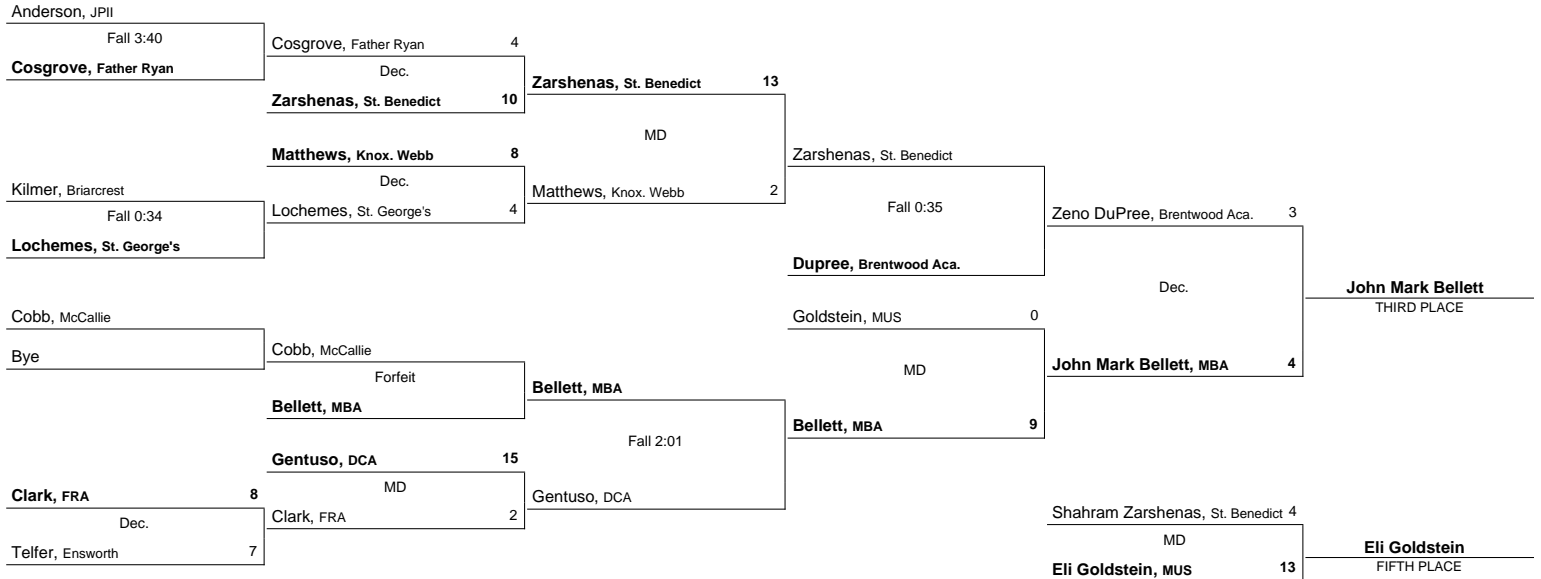 Anderson, JPII
Fall 3:40
Cosgrove, Father Ryan
Kilmer, Briarcrest
Fall 0:34
Lochemes, St. George's
Cobb, McCallie
Bye
Clark, FRA 8
Dec.
Telfer, Ensworth 7
Cosgrove, Father Ryan 4
Dec.
Zarshenas, St. Benedict 10
Matthews, Knox. Webb 8
Dec.
Lochemes, St. George's 4
Cobb, McCallie
Forfeit
Bellett, MBA
Gentuso, DCA 15
MD
Clark, FRA 2
Zarshenas, St. Benedict 13
MD
Matthews, Knox. Webb 2
Bellett, MBA
Fall 2:01
Gentuso, DCA
Zarshenas, St. Benedict
Fall 0:35
Dupree, Brentwood Aca.
Goldstein, MUS 0
MD
Bellett, MBA 9
Zeno DuPree, Brentwood Aca. 3
Dec.
John Mark Bellett, MBA 4
John Mark Bellett
THIRD PLACE
Shahram Zarshenas, St. Benedict 4
MD
Eli Goldstein, MUS 13
Eli Goldstein
FIFTH PLACE